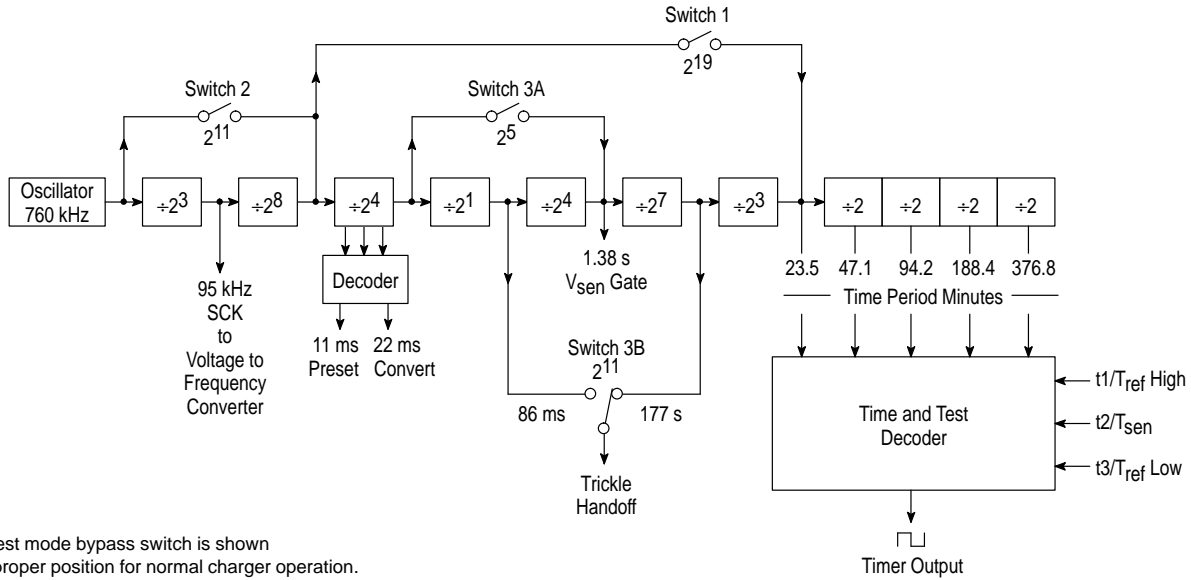 Switch 1
2^19
Switch 2
2^11
Switch 3A
2^5
Oscillator
760 kHz
÷2^3
÷2^8
÷2^4
÷2^1
÷2^4
÷2^7
÷2^3
÷2
÷2
÷2
÷2
95 kHz
SCK
to
Voltage to
Frequency
Converter
Decoder
11 ms
Preset
22 ms
Convert
1.38 s
Vsen Gate
Switch 3B
2^11
86 ms
177 s
Trickle
Handoff
23.5
47.1
94.2
188.4
376.8
Time Period Minutes
Time and Test
Decoder
t1/Tref High
t2/Tsen
t3/Tref Low
Timer Output
est mode bypass switch is shown
proper position for normal charger operation.